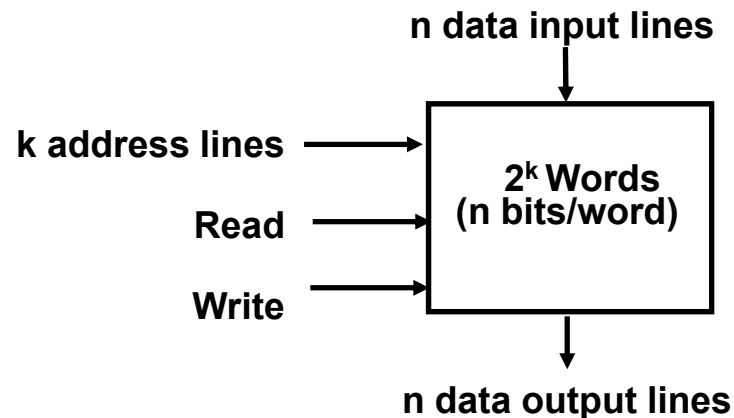 n data input lines
k address lines
2ᵏ Words
(n bits/word)
Read
Write
n data output lines